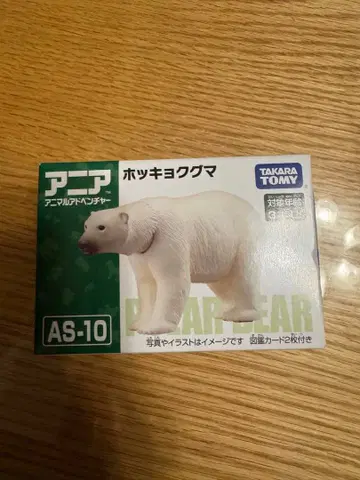 アニア
アニマルアドベンチャー
ホッキョクグマ
TAKARA
TOMY
対象年齢
POLAR BEAR
AS-10
写真やイラストはイメージです 図鑑カード2枚付き